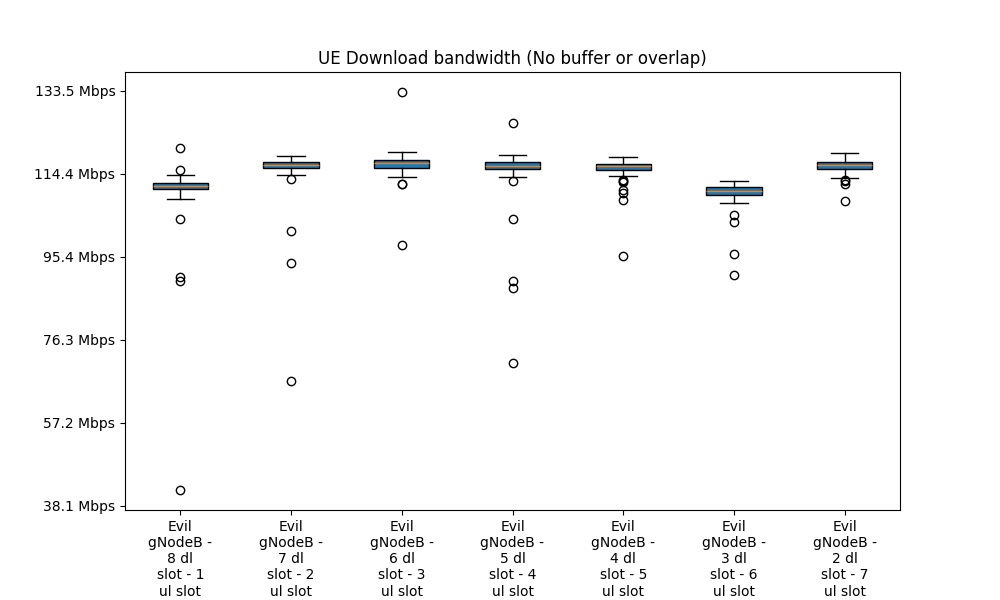 UE Download bandwidth (No buffer or overlap)
133.5 Mbps
114.4 Mbps
95.4 Mbps
76.3 Mbps
57.2 Mbps
38.1 Mbps
Evil
gNodeB -
8 dl
slot - 1
ul slot
Evil
gNodeB -
7 dl
slot - 2
ul slot
Evil
gNodeB -
6 dl
slot - 3
ul slot
Evil
gNodeB -
5 dl
slot - 4
ul slot
Evil
gNodeB -
4 dl
slot - 5
ul slot
Evil
gNodeB -
3 dl
slot - 6
ul slot
Evil
gNodeB -
2 dl
slot - 7
ul slot